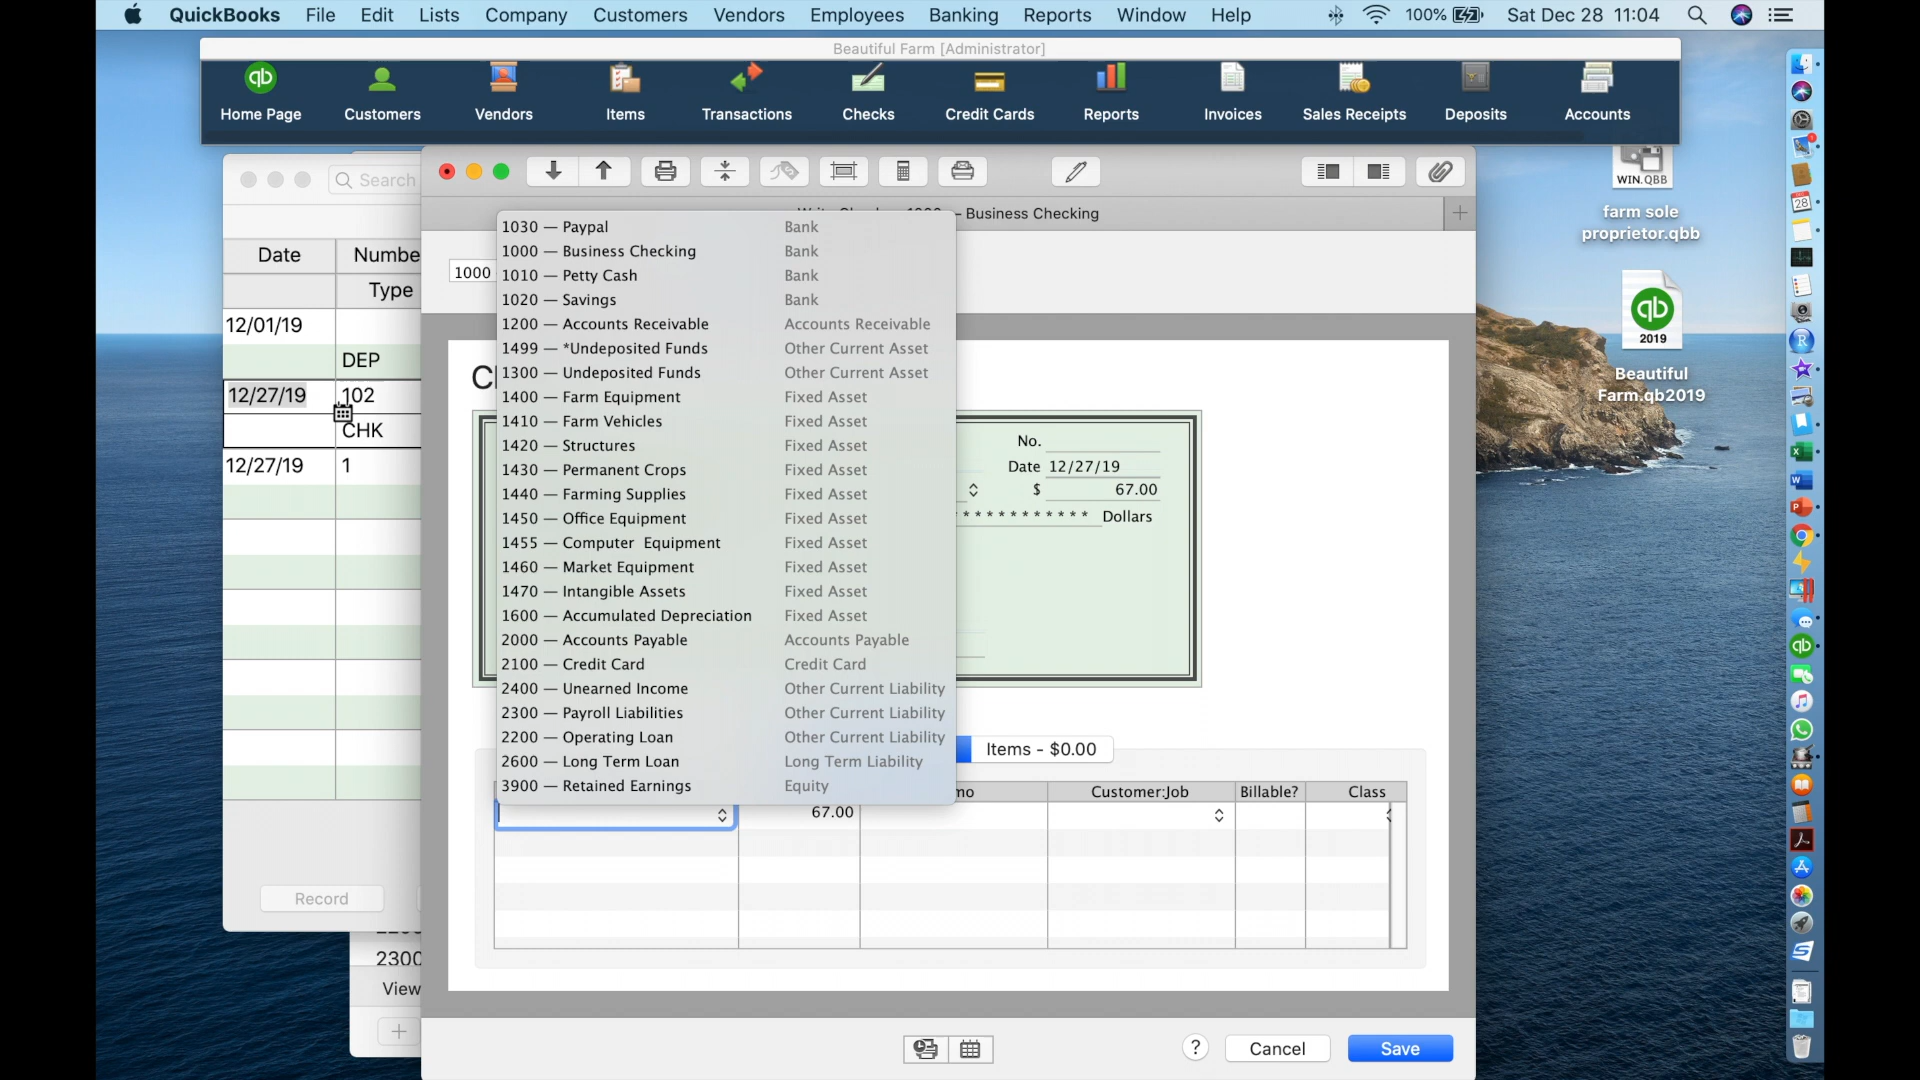 QuickBooks File Edit Lists Company Customers Vendors Employees Banking Reports Window Help 100% Sat Dec 28 11:04
Beautiful Farm [Administrator]
Home Page Customers Vendors Items Transactions Checks Credit Cards Reports Invoices Sales Receipts Deposits Accounts
WIN.QBB
farm sole
proprietor.qbb
2019
Beautiful
Farm.qb2019
Search
Date Numbe
Type
12/01/19
DEP
12/27/19 102
CHK
12/27/19 1
Record
2300
View
— Business Checking
1000
1030 — Paypal Bank
1000 — Business Checking Bank
1010 — Petty Cash Bank
1020 — Savings Bank
1200 — Accounts Receivable Accounts Receivable
1499 — *Undeposited Funds Other Current Asset
1300 — Undeposited Funds Other Current Asset
1400 — Farm Equipment Fixed Asset
1410 — Farm Vehicles Fixed Asset
1420 — Structures Fixed Asset
1430 — Permanent Crops Fixed Asset
1440 — Farming Supplies Fixed Asset
1450 — Office Equipment Fixed Asset
1455 — Computer Equipment Fixed Asset
1460 — Market Equipment Fixed Asset
1470 — Intangible Assets Fixed Asset
1600 — Accumulated Depreciation Fixed Asset
2000 — Accounts Payable Accounts Payable
2100 — Credit Card Credit Card
2400 — Unearned Income Other Current Liability
2300 — Payroll Liabilities Other Current Liability
2200 — Operating Loan Other Current Liability
2600 — Long Term Loan Long Term Liability
3900 — Retained Earnings Equity
No.
Date 12/27/19
$ 67.00
* * * * * * * * * * * Dollars
Items - $0.00
mo Customer:Job Billable? Class
67.00
? Cancel Save